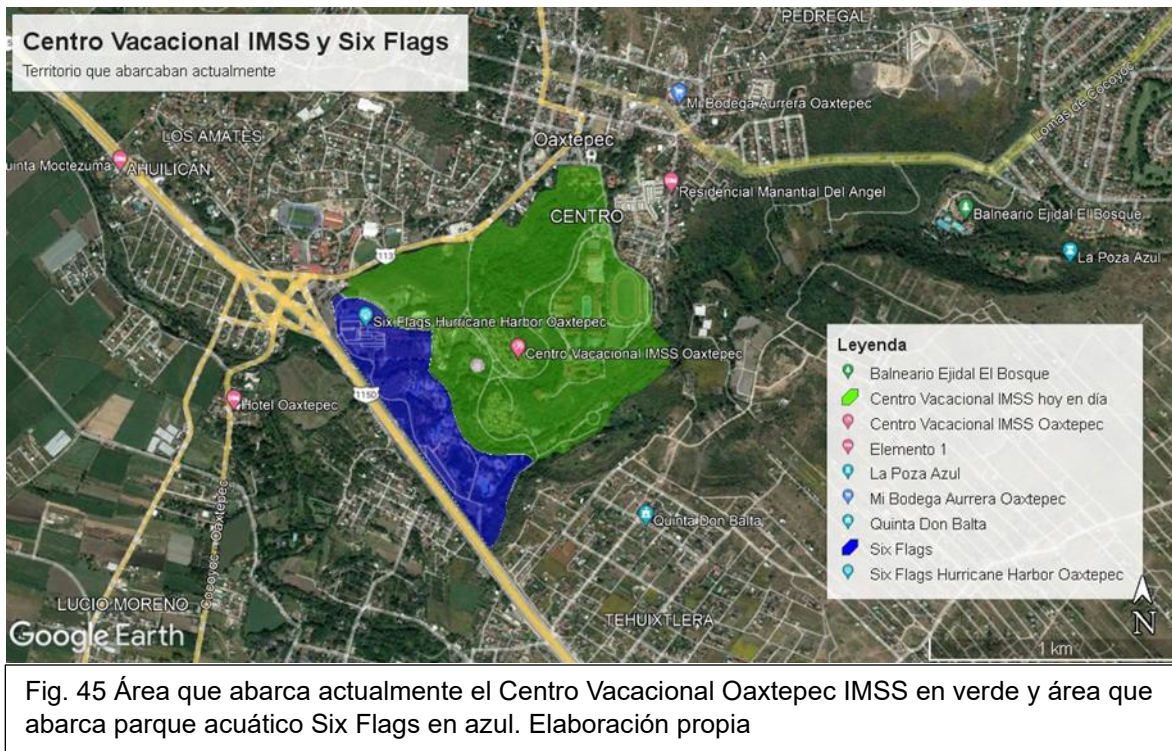 Centro Vacacional IMSS y Six Flags
Territorio que abarcaban actualmente
PEDREGAL
Mi Bodega Aurrera Oaxtepec
Lomas de Cocoyoc
LOS AMATES
Oaxtepec
uinta Moctezuma
AHUILICAN
Residencial Manantial Del Angel
CENTRO
Balneario Ejidal El Bosque
La Poza Azul
113
Six Flags Hurricane Harbor Oaxtepec
Centro Vacacional IMSS Oaxtepec
115D
Hotel Oaxtepec
Cocoyoc - Oaxtepec
Quinta Don Balta
LUCIO MORENO
TEHUIXTLERA
Google Earth
Leyenda
Balneario Ejidal El Bosque
Centro Vacacional IMSS hoy en día
Centro Vacacional IMSS Oaxtepec
Elemento 1
La Poza Azul
Mi Bodega Aurrera Oaxtepec
Quinta Don Balta
Six Flags
Six Flags Hurricane Harbor Oaxtepec
N
1 km
Fig. 45 Área que abarca actualmente el Centro Vacacional Oaxtepec IMSS en verde y área que
abarca parque acuático Six Flags en azul. Elaboración propia